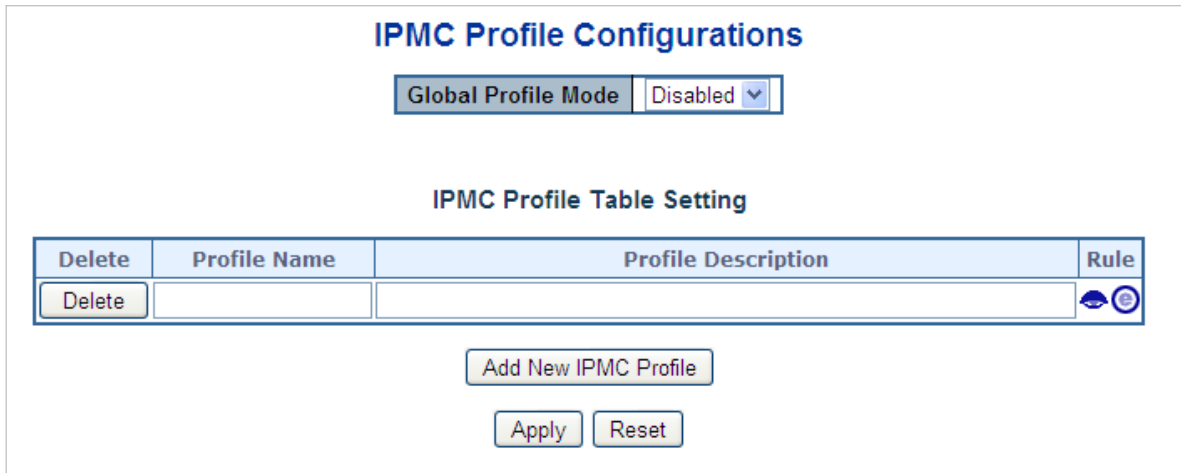 IPMC Profile Configurations
Global Profile Mode Disabled
IPMC Profile Table Setting
Delete Profile Name Profile Description Rule
Delete e
Add New IPMC Profile
Apply Reset